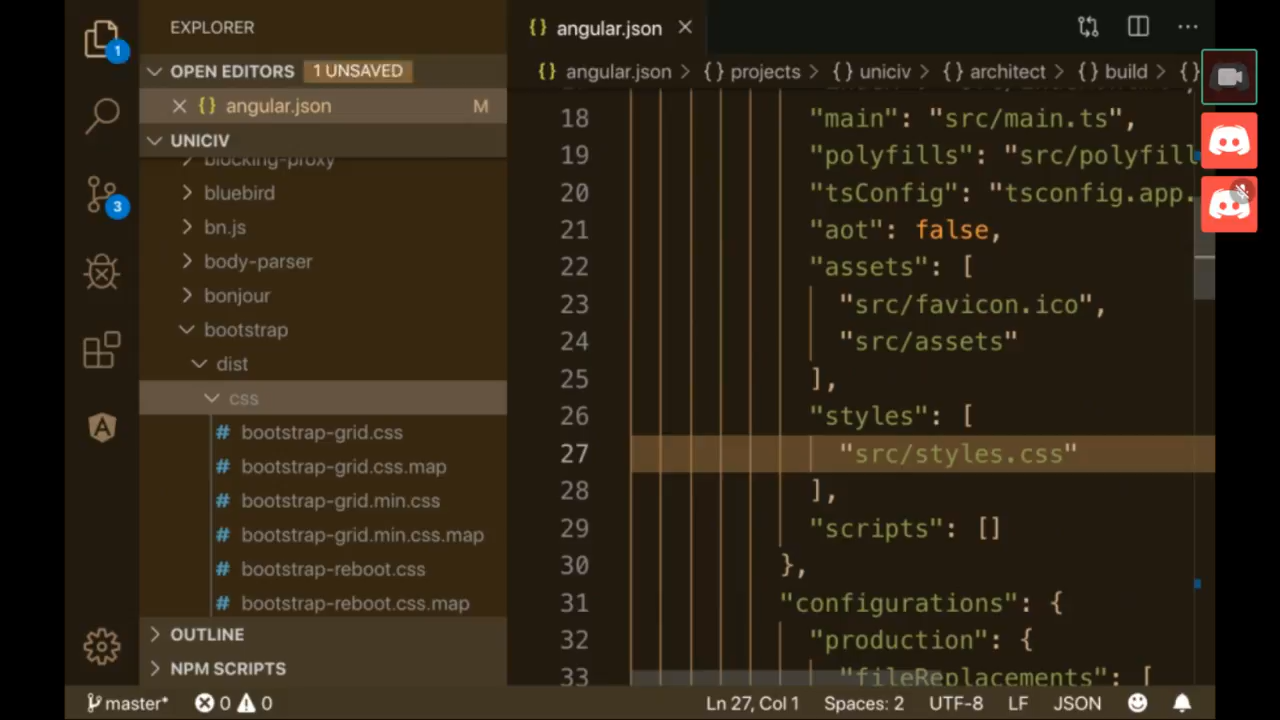 EXPLORER
1
OPEN EDITORS 1 UNSAVED
{} angular.json M
UNICIV
blocking-proxy
bluebird
3
bn.js
body-parser
bonjour
bootstrap
dist
css
# bootstrap-grid.css
# bootstrap-grid.css.map
# bootstrap-grid.min.css
# bootstrap-grid.min.css.map
# bootstrap-reboot.css
# bootstrap-reboot.css.map
OUTLINE
NPM SCRIPTS
{} angular.json
{} angular.json > {} projects > {} uniciv > {} architect > {} build > {}
18 "main": "src/main.ts",
19 "polyfills": "src/polyfill
20 "tsConfig": "tsconfig.app.
21 "aot": false,
22 "assets": [
23 "src/favicon.ico",
24 "src/assets"
25 ],
26 "styles": [
27 "src/styles.css"
28 ],
29 "scripts": []
30 },
31 "configurations": {
32 "production": {
33 "fileReplacements": [
master* 0 0 Ln 27, Col 1 Spaces: 2 UTF-8 LF JSON